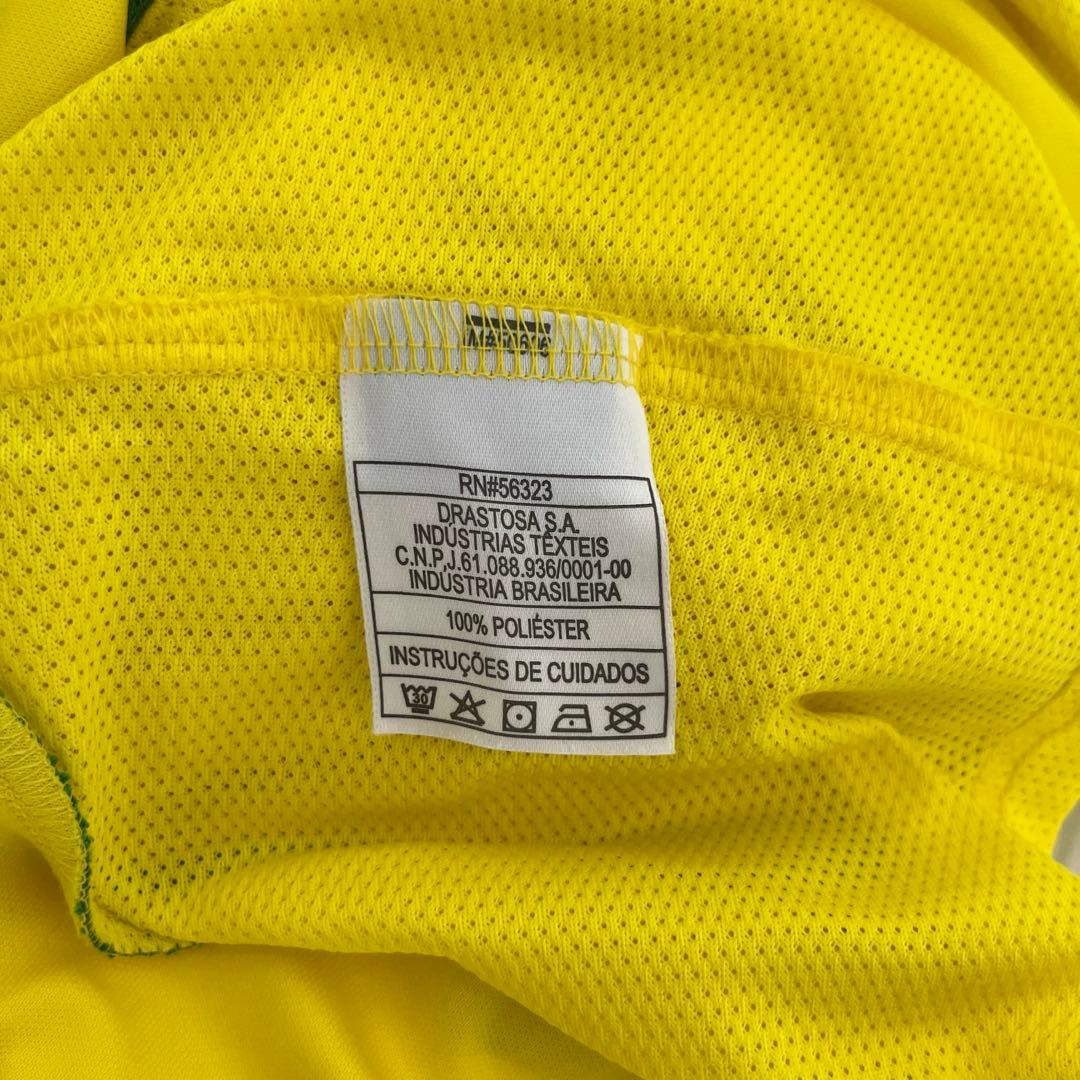 RN#56323
DRASTOSA S.A.
INDÚSTRIAS TÊXTEIS
C.N.P,J.61.088.936/0001-00
INDÚSTRIA BRASILEIRA
100% POLIÉSTER
INSTRUÇÕES DE CUIDADOS
30